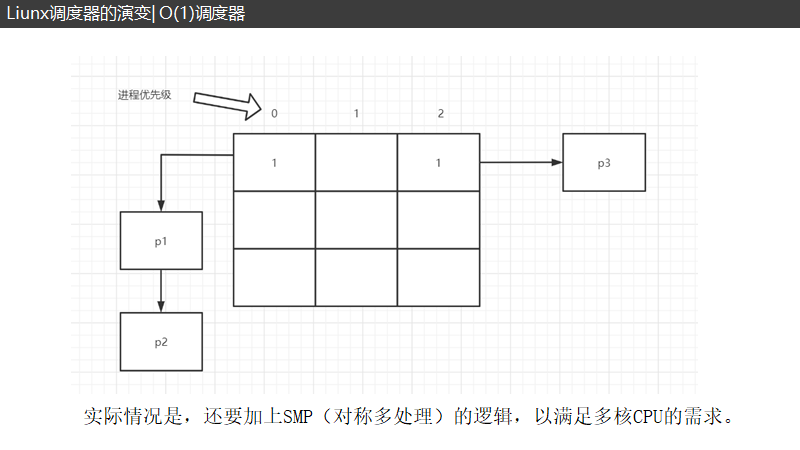 Liunx调度器的演变| O(1)调度器
进程优先级
0 1 2
1 1 p3
p1
p2
实际情况是，还要加上SMP（对称多处理）的逻辑，以满足多核CPU的需求。